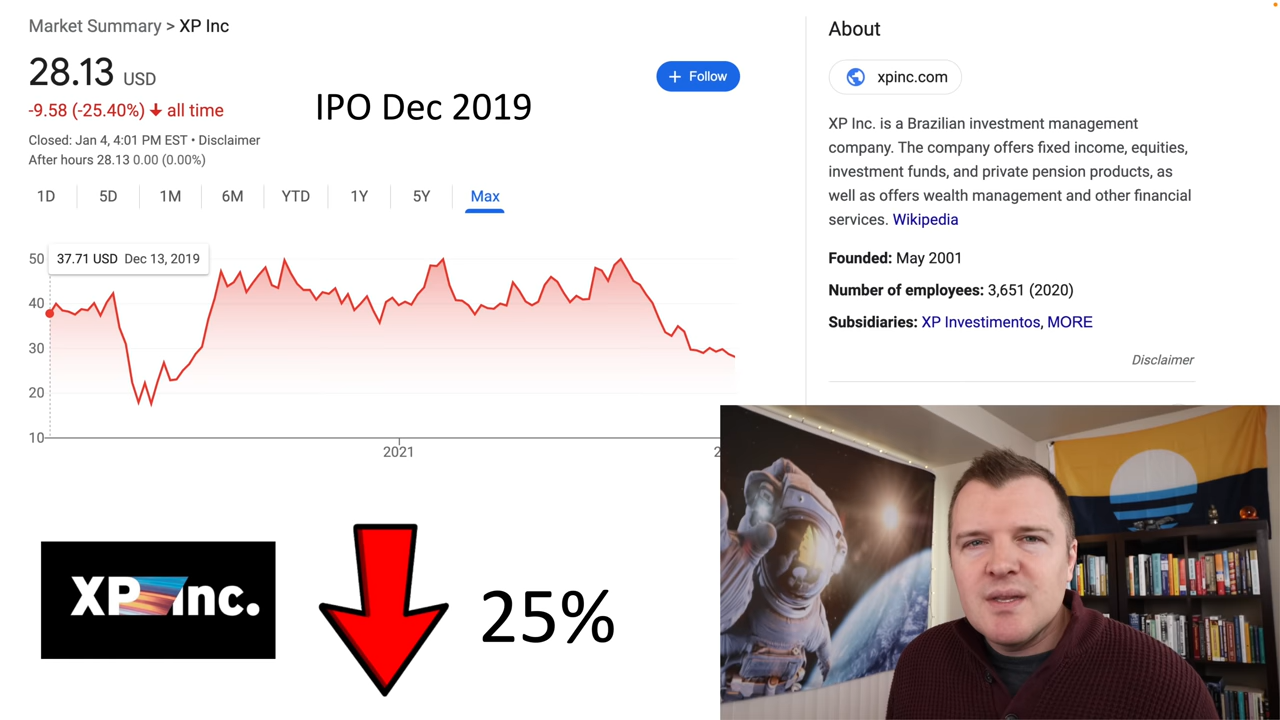 Market Summary > XP Inc
28.13 USD
-9.58 (-25.40%) ↓ all time
Closed: Jan 4, 4:01 PM EST • Disclaimer
After hours 28.13 0.00 (0.00%)
+ Follow
IPO Dec 2019
1D 5D 1M 6M YTD 1Y 5Y Max
37.71 USD Dec 13, 2019
50
40
30
20
10
2021
2
XP Inc.
25%
About
xpinc.com
XP Inc. is a Brazilian investment management
company. The company offers fixed income, equities,
investment funds, and private pension products, as
well as offers wealth management and other financial
services. Wikipedia
Founded: May 2001
Number of employees: 3,651 (2020)
Subsidiaries: XP Investimentos, MORE
Disclaimer